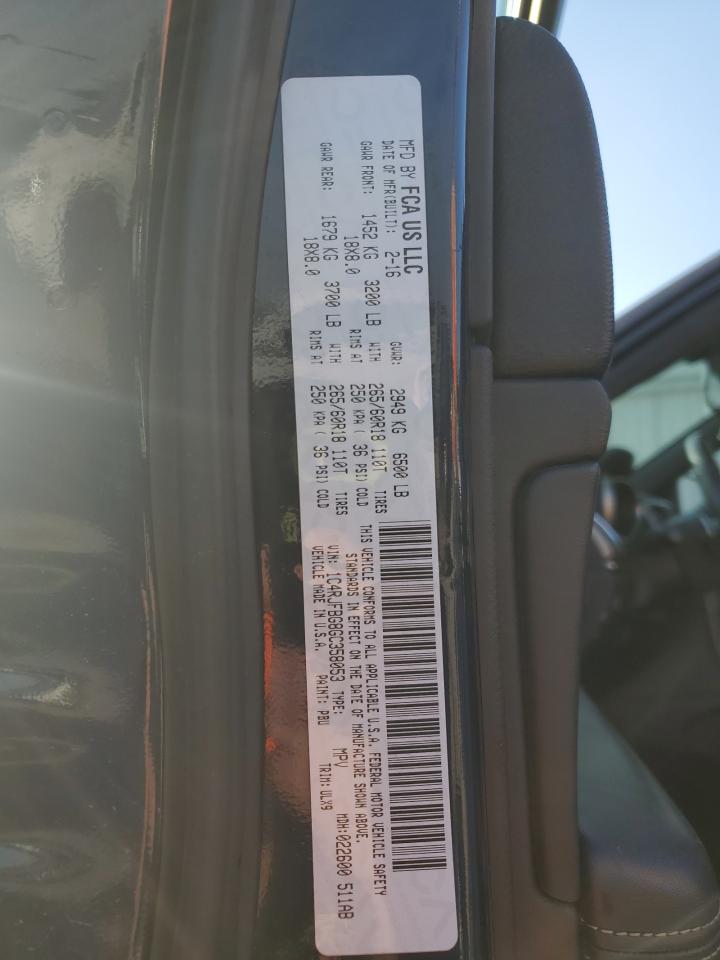 MFD BY FCA US LLC
DATE OF MFR(BUILT): 2-16 GVWR: 2949 KG 6500 LB
GAWR FRONT: 1452 KG 3200 LB WITH 265/60R18 110T TIRES
18X8.0 RIMS AT 250 KPA ( 36 PSI) COLD
GAWR REAR: 1679 KG 3700 LB WITH 265/60R18 110T TIRES
18X8.0 RIMS AT 250 KPA ( 36 PSI) COLD
THIS VEHICLE CONFORMS TO ALL APPLICABLE U.S.A. FEDERAL MOTOR VEHICLE SAFETY
STANDARDS IN EFFECT ON THE DATE OF MANUFACTURE SHOWN ABOVE.
VIN: 1C4RJFBG8GC358053 TYPE: MPV MDH:022600 511AB
VEHICLE MADE IN U.S.A. PAINT: PBU TRIM:VLX9